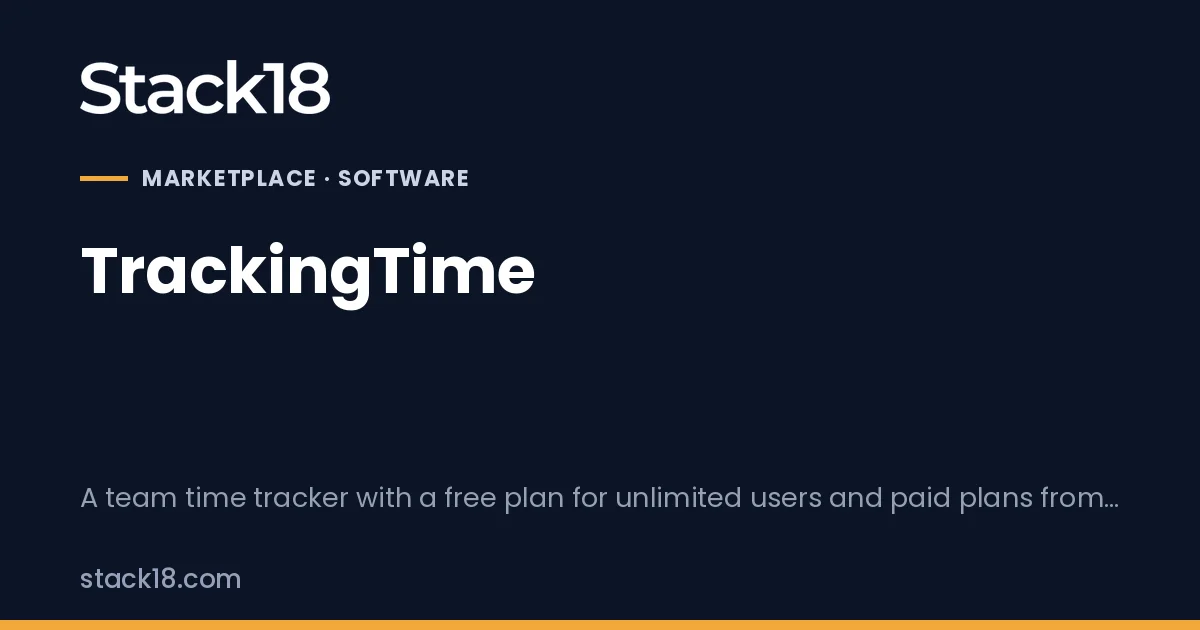 Stack18
MARKETPLACE · SOFTWARE
TrackingTime
A team time tracker with a free plan for unlimited users and paid plans from...
stack18.com